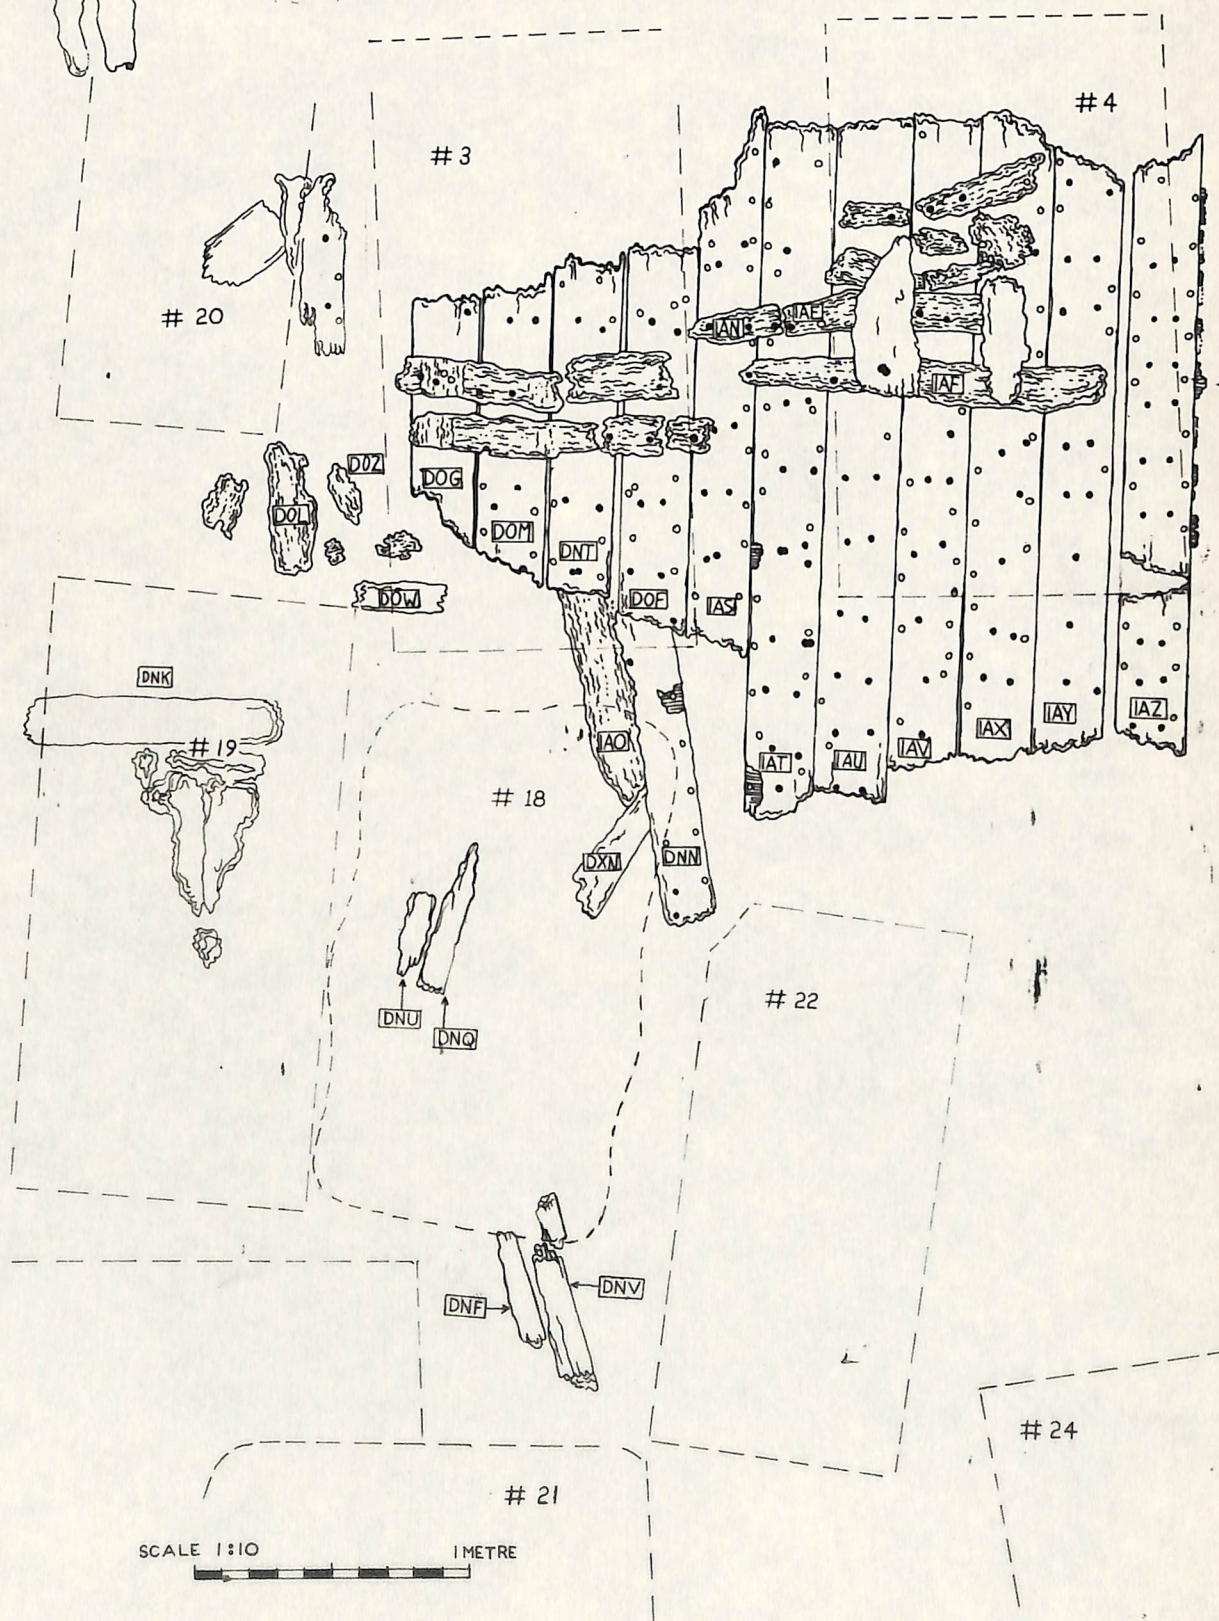 # 4
# 3
# 20
IAN
IAE
IAF
DOZ
DOG
DOL
DOM
DNT
DOW
DOF
IAS
DNK
# 19
IAO
IAT
IAU
IAV
IAX
IAY
IAZ
# 18
DXN
DNN
# 22
DNU
DNQ
DNF
DNV
# 24
# 21
SCALE 1:10
1 METRE